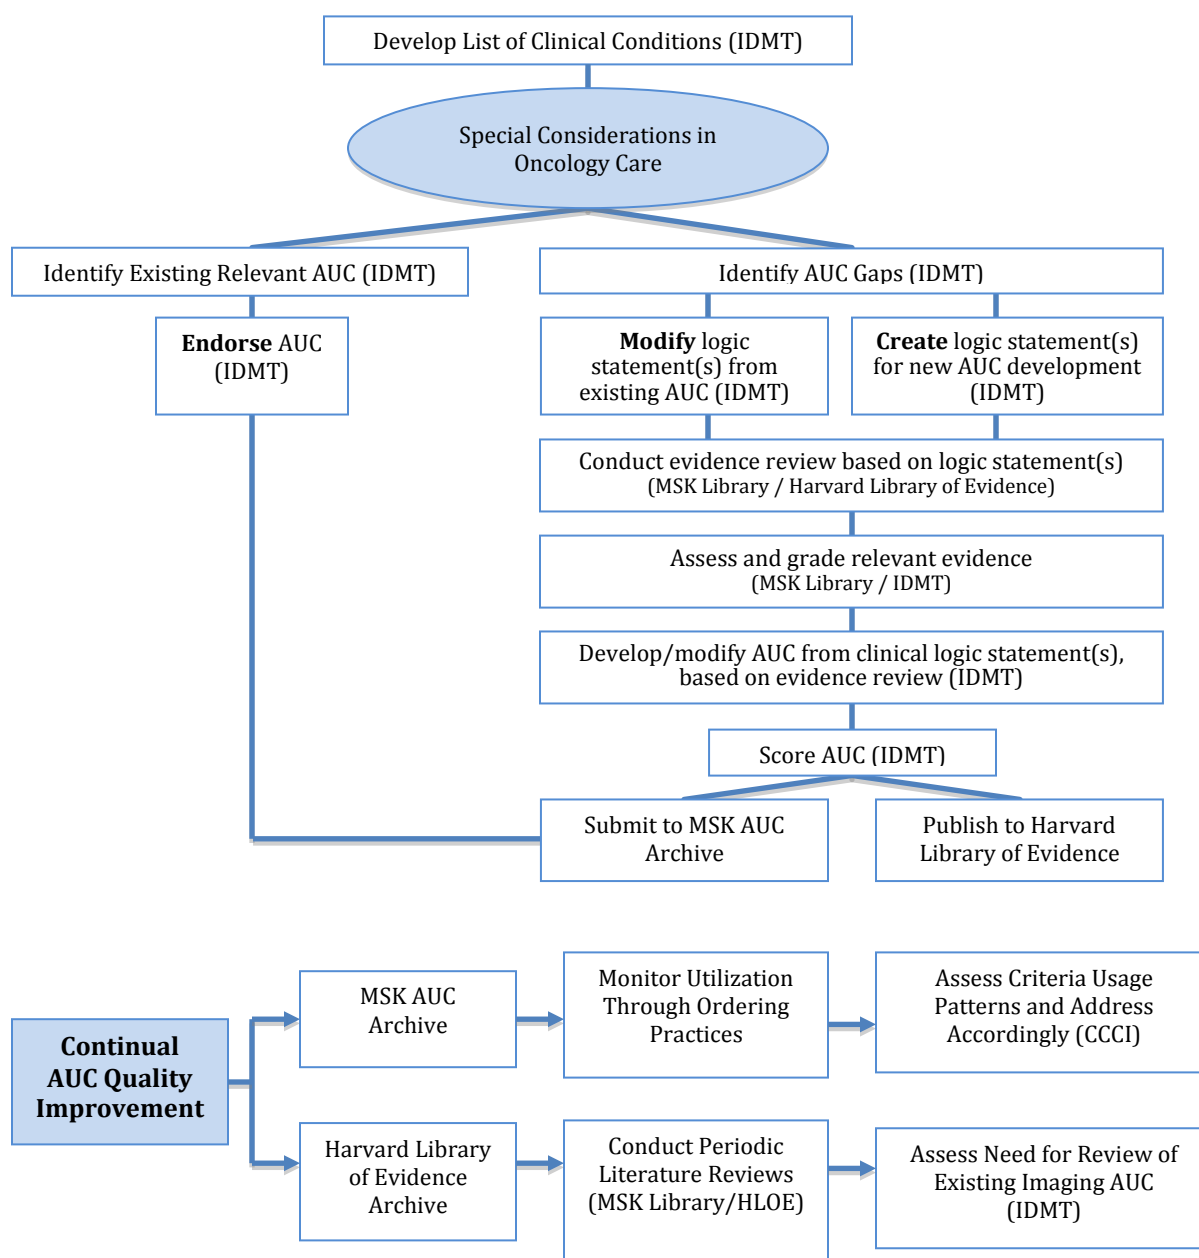 Develop List of Clinical Conditions (IDMT)
Special Considerations in
Oncology Care
Identify Existing Relevant AUC (IDMT)
Identify AUC Gaps (IDMT)
Endorse AUC
(IDMT)
Modify logic
statement(s) from
existing AUC (IDMT)
Create logic statement(s)
for new AUC development
(IDMT)
Conduct evidence review based on logic statement(s)
(MSK Library / Harvard Library of Evidence)
Assess and grade relevant evidence
(MSK Library / IDMT)
Develop/modify AUC from clinical logic statement(s),
based on evidence review (IDMT)
Score AUC (IDMT)
Submit to MSK AUC
Archive
Publish to Harvard
Library of Evidence
Continual
AUC Quality
Improvement
MSK AUC
Archive
Monitor Utilization
Through Ordering
Practices
Assess Criteria Usage
Patterns and Address
Accordingly (CCCI)
Harvard Library
of Evidence
Archive
Conduct Periodic
Literature Reviews
(MSK Library/HLOE)
Assess Need for Review of
Existing Imaging AUC
(IDMT)